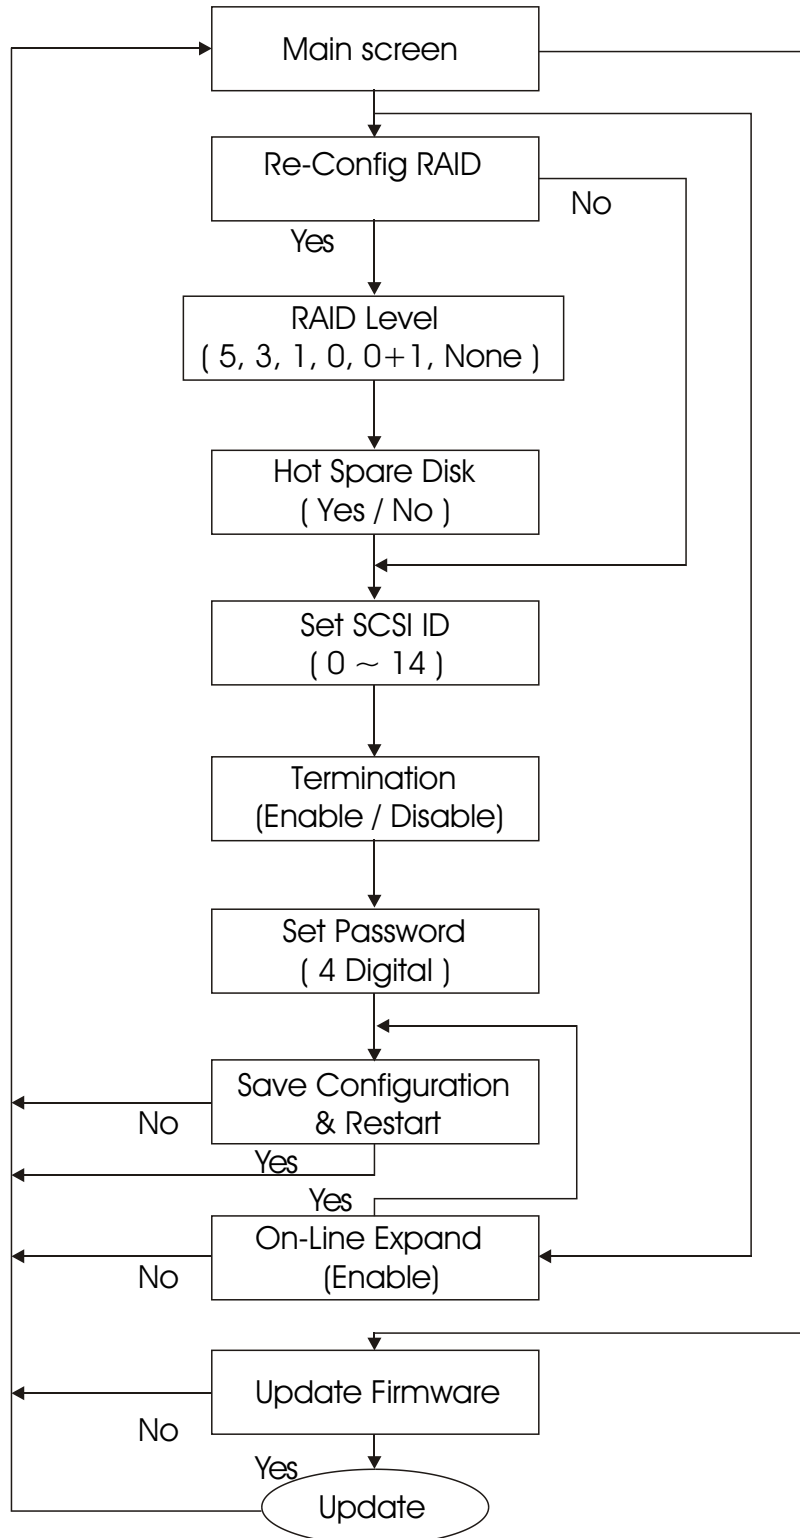 Main screen
Re-Config RAID
No
Yes
RAID Level
( 5, 3, 1, 0, 0+1, None )
Hot Spare Disk
( Yes / No )
Set SCSI ID
( 0 ~ 14 )
Termination
(Enable / Disable)
Set Password
( 4 Digital )
Save Configuration
& Restart
No
Yes
Yes
On-Line Expand
(Enable)
No
Update Firmware
No
Yes
Update